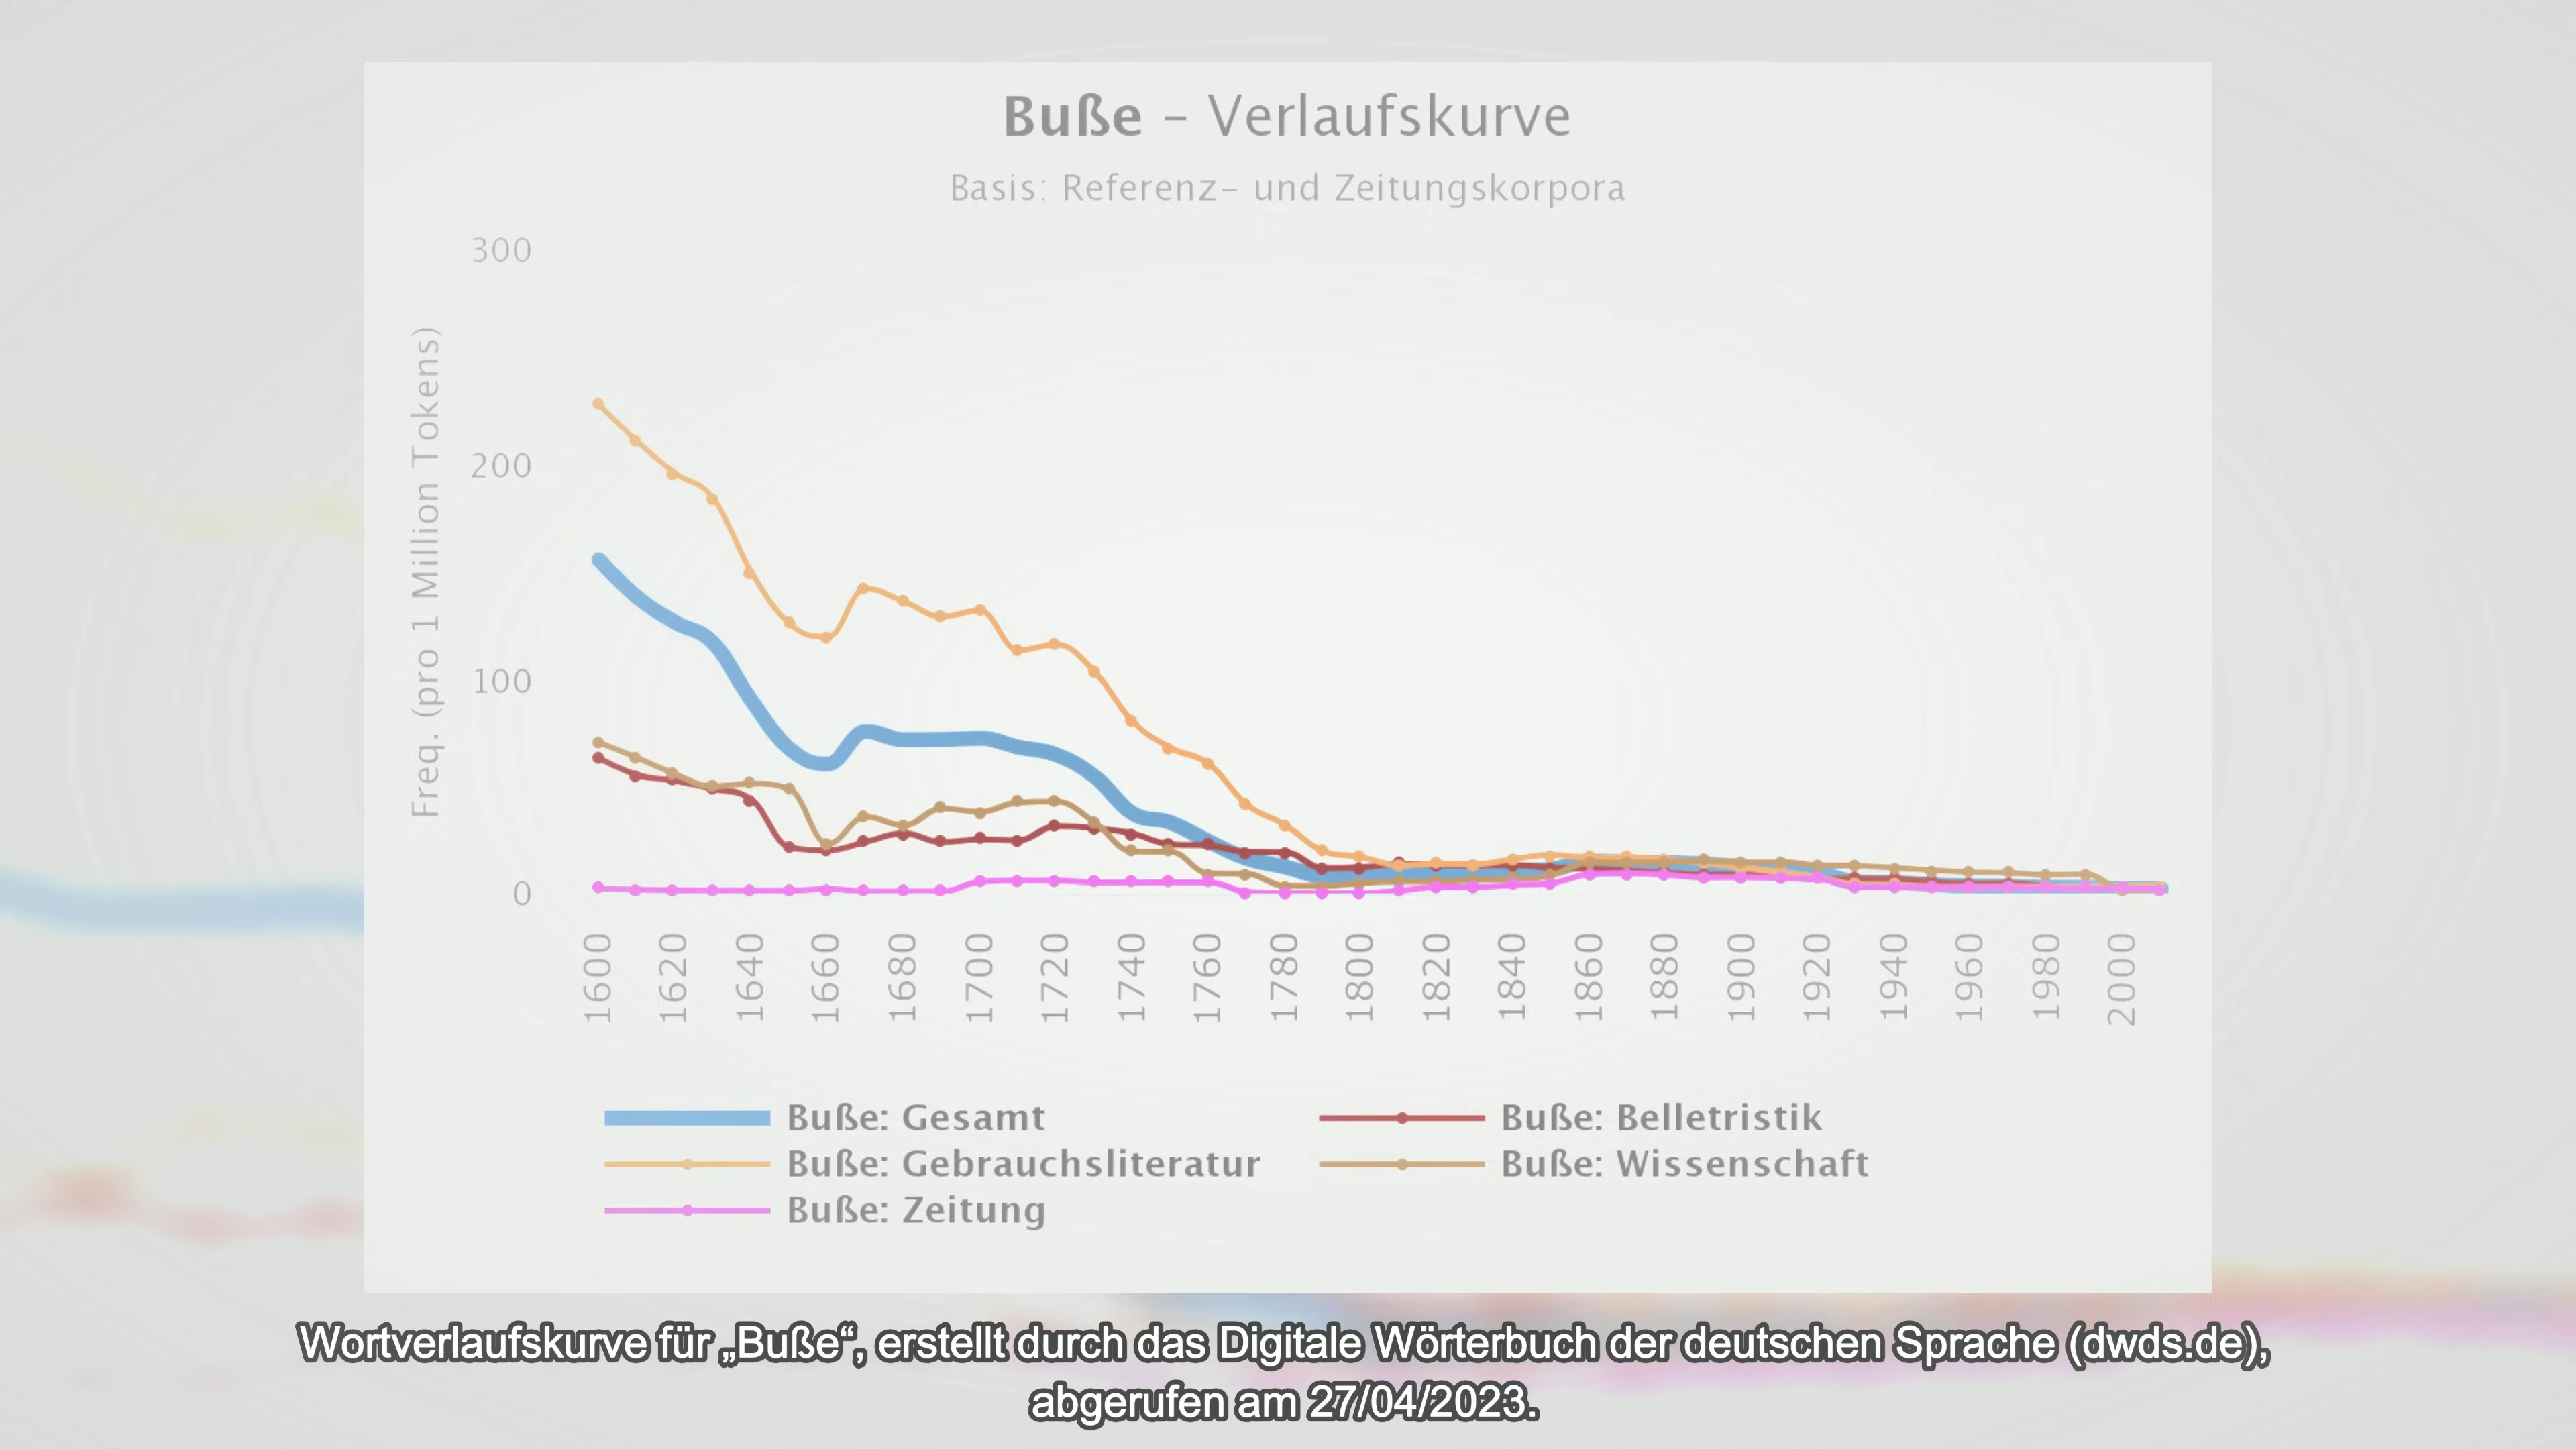 Buße – Verlaufskurve
Basis: Referenz- und Zeitungskorpora
Freq. (pro 1 Million Tokens)
300
200
100
0
1600 1620 1640 1660 1680 1700 1720 1740 1760 1780 1800 1820 1840 1860 1880 1900 1920 1940 1960 1980 2000
Buße: Gesamt
Buße: Belletristik
Buße: Gebrauchsliteratur
Buße: Wissenschaft
Buße: Zeitung
Wortverlaufskurve für „Buße“, erstellt durch das Digitale Wörterbuch der deutschen Sprache (dwds.de),
abgerufen am 27/04/2023.